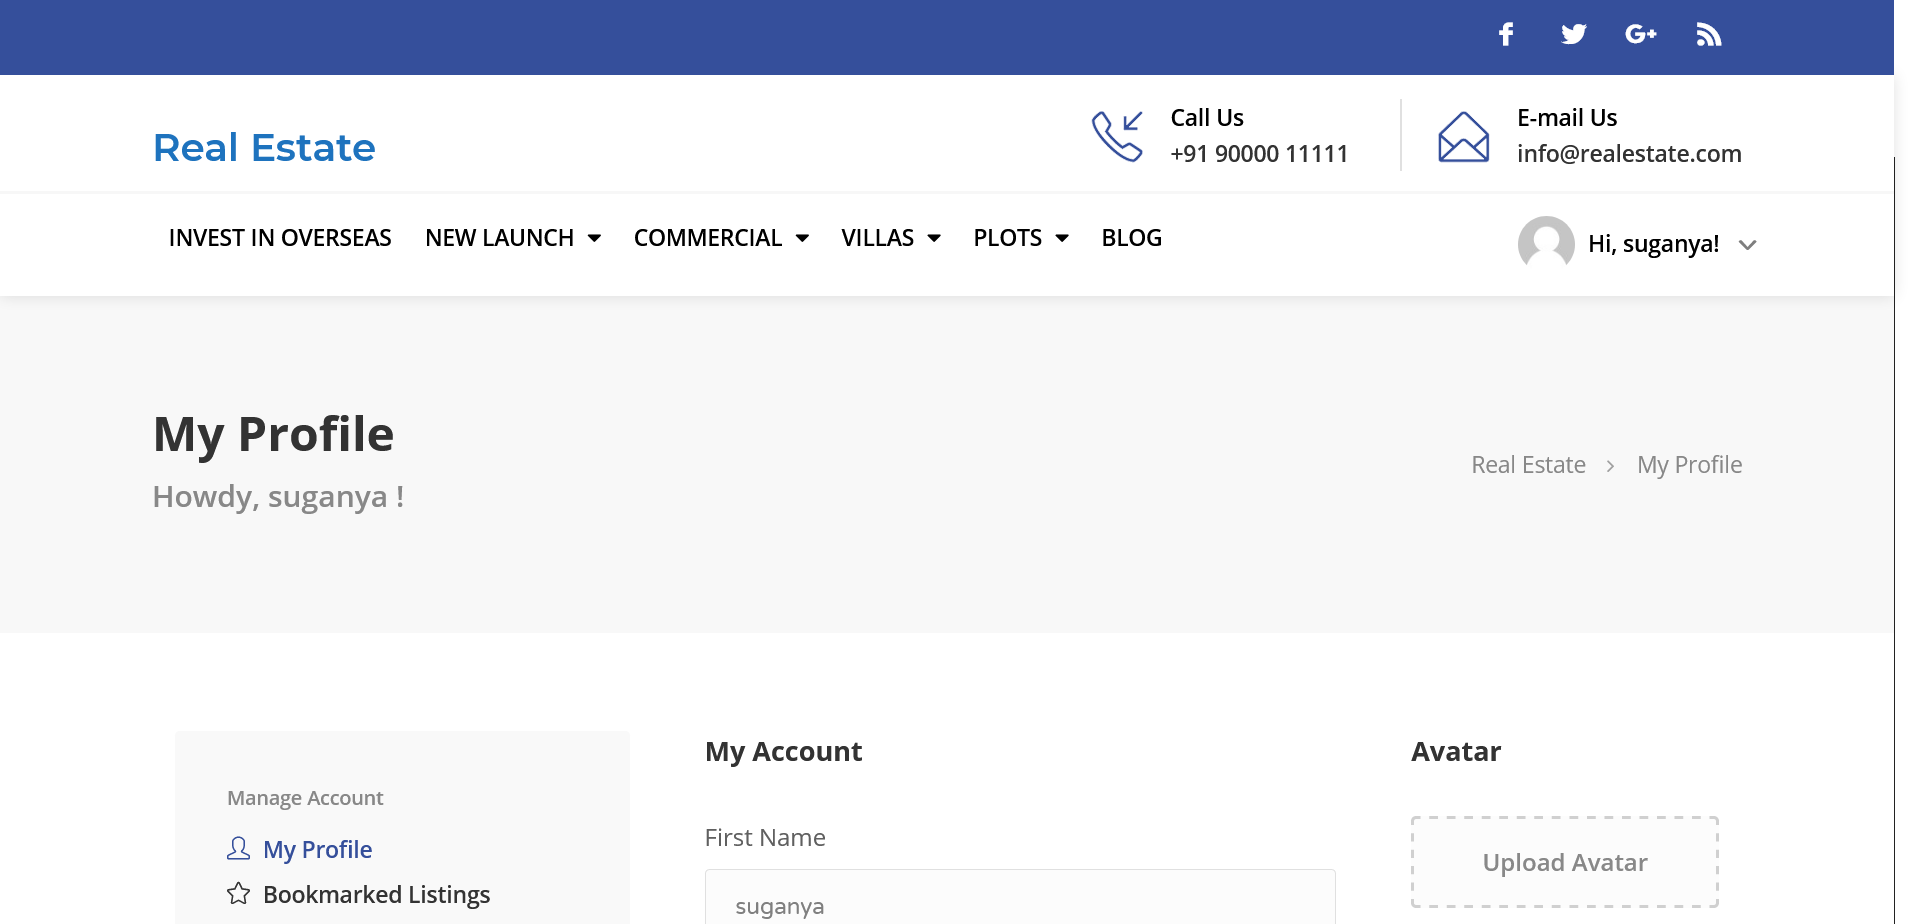 Real Estate
Call Us
+91 90000 11111
E-mail Us
info@realestate.com
INVEST IN OVERSEAS NEW LAUNCH COMMERCIAL VILLAS PLOTS BLOG
Hi, suganya!
My Profile
Howdy, suganya !
Real Estate My Profile
Manage Account
My Profile
Bookmarked Listings
My Account
First Name
suganya
Avatar
Upload Avatar